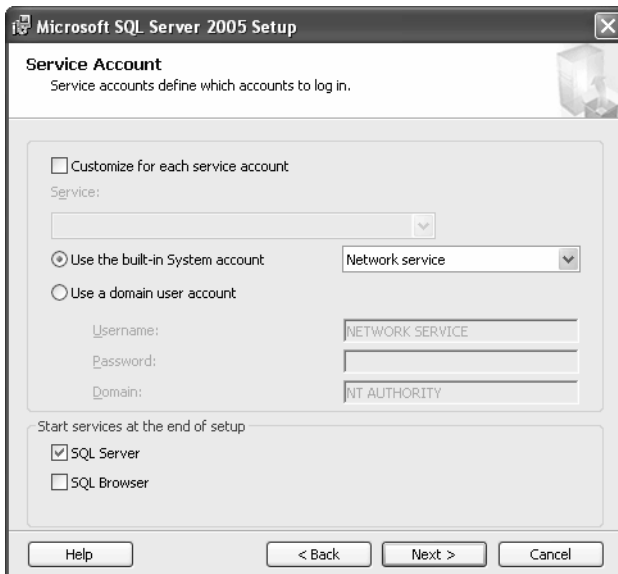 Microsoft SQL Server 2005 Setup
Service Account
Service accounts define which accounts to log in.
Customize for each service account
Service:
Use the built-in System account Network service
Use a domain user account
Username: NETWORK SERVICE
Password:
Domain: NT AUTHORITY
Start services at the end of setup
SQL Server
SQL Browser
Help < Back Next > Cancel